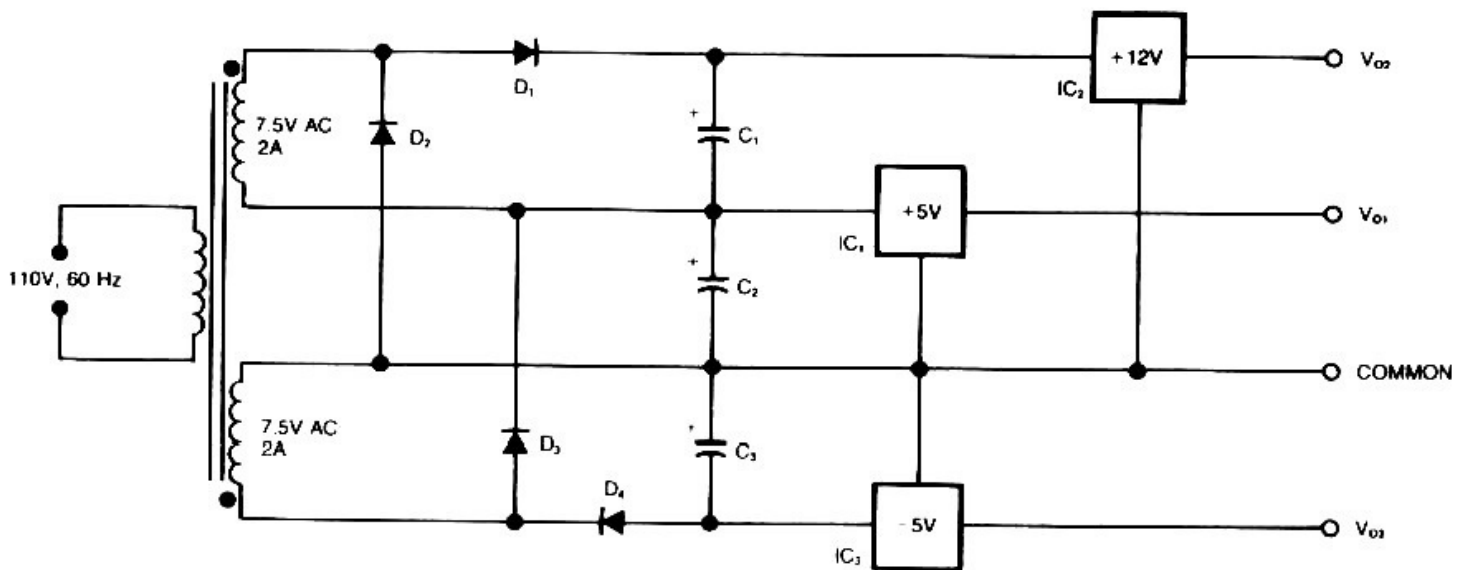 +12V
IC₂
V₀₂
D₁
7.5V AC
2A
D₂
+
C₁
+5V
IC₁
V₀₁
110V, 60 Hz
+
C₂
COMMON
7.5V AC
2A
D₃
+
C₃
D₄
-5V
IC₃
V₀₃